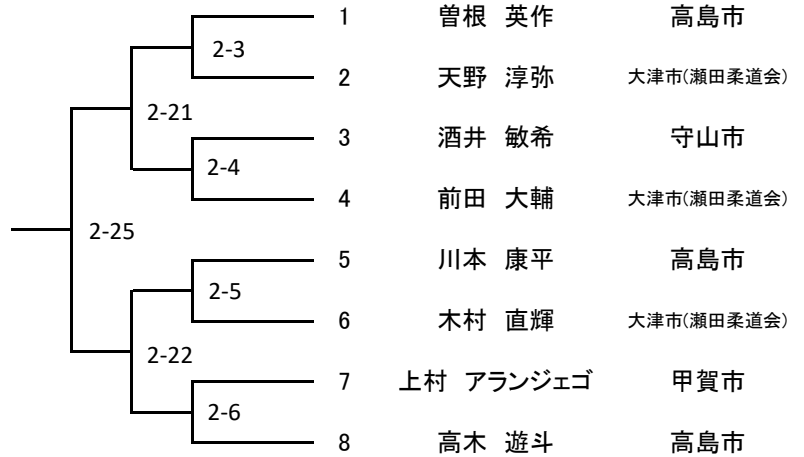 1 曽根 英作 高島市
2-3
2 天野 淳弥 大津市(瀬田柔道会)
2-21
3 酒井 敏希 守山市
2-4
4 前田 大輔 大津市(瀬田柔道会)
2-25
5 川本 康平 高島市
2-5
6 木村 直輝 大津市(瀬田柔道会)
2-22
7 上村 アランジェゴ 甲賀市
2-6
8 高木 遊斗 高島市